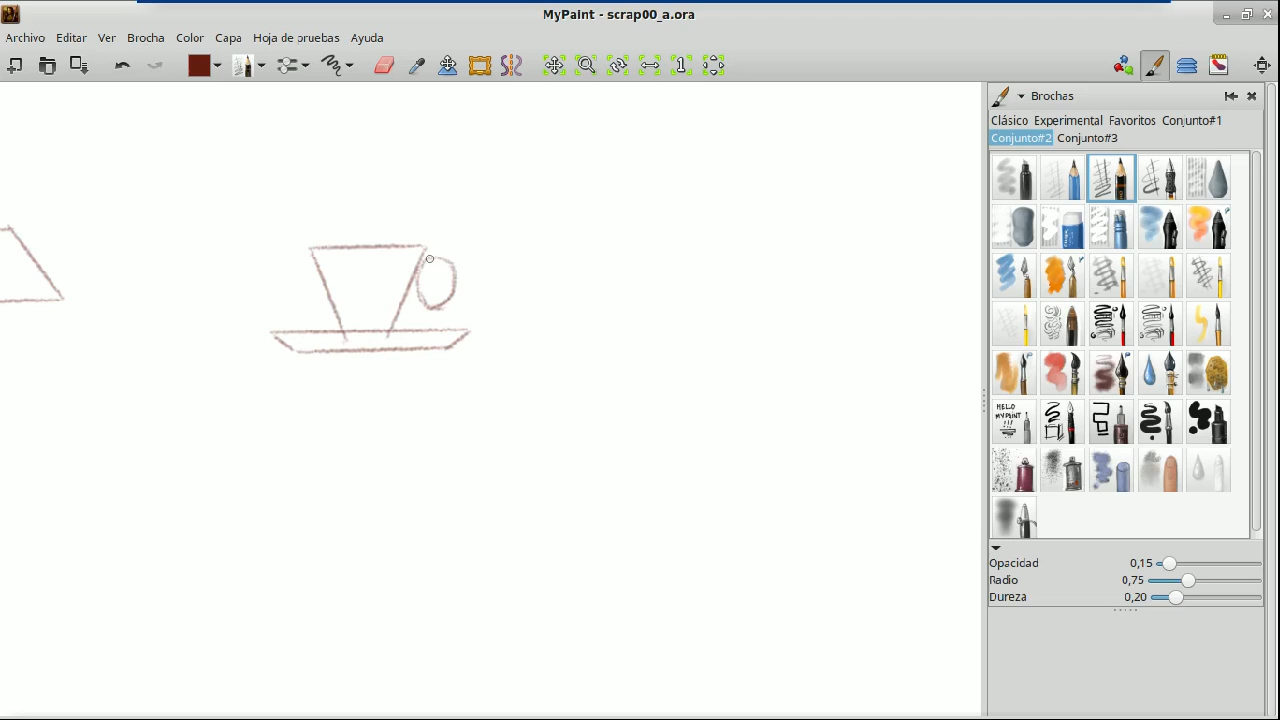 MyPaint - scrap00_a.ora
Archivo Editar Ver Brocha Color Capa Hoja de pruebas Ayuda
1
Brochas
Clásico Experimental Favoritos Conjunto#1
Conjunto#2 Conjunto#3
HELLO
MYPAINT
!!!
Opacidad 0,15
Radio 0,75
Dureza 0,20